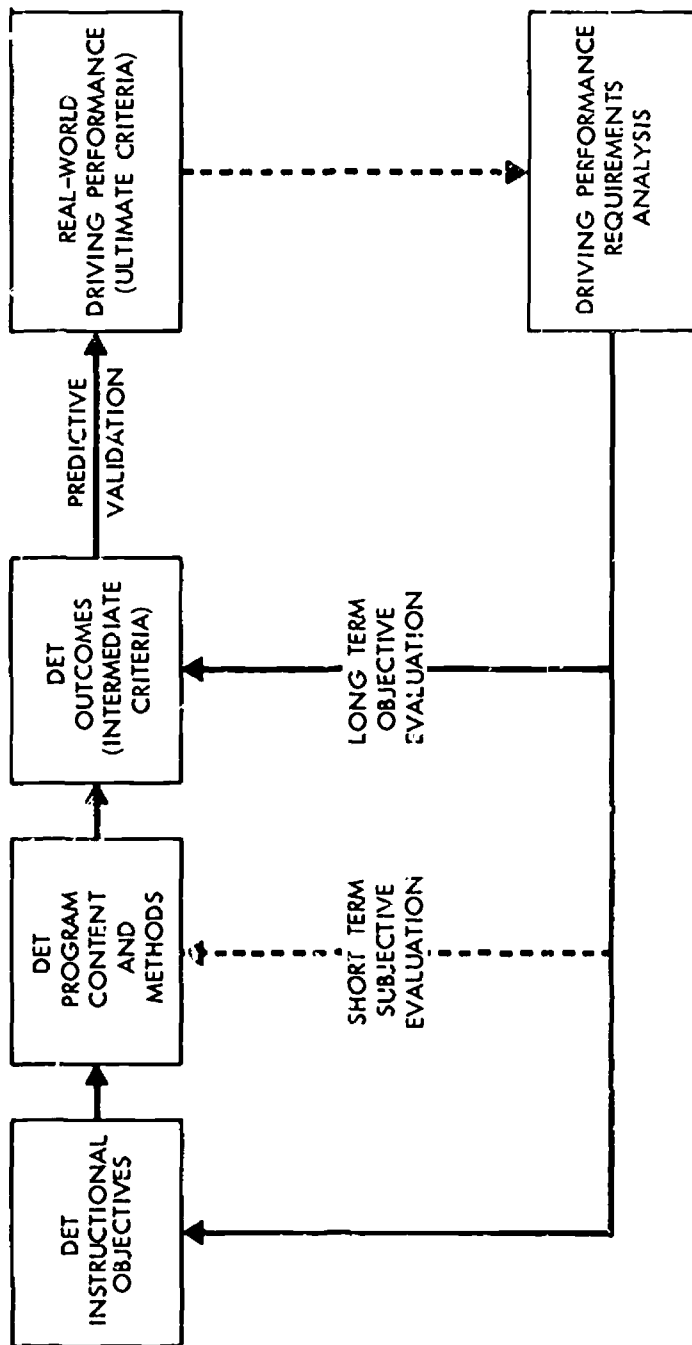 DET
INSTRUCTIONAL
OBJECTIVES
DET
PROGRAM
CONTENT
AND
METHODS
DET
OUTCOMES
(INTERMEDIATE
CRITERIA)
PREDICTIVE
VALIDATION
REAL-WORLD
DRIVING PERFORMANCE
(ULTIMATE CRITERIA)
SHORT TERM
SUBJECTIVE
EVALUATION
LONG TERM
OBJECTIVE
EVALUATION
DRIVING PERFORMANCE
REQUIREMENTS
ANALYSIS